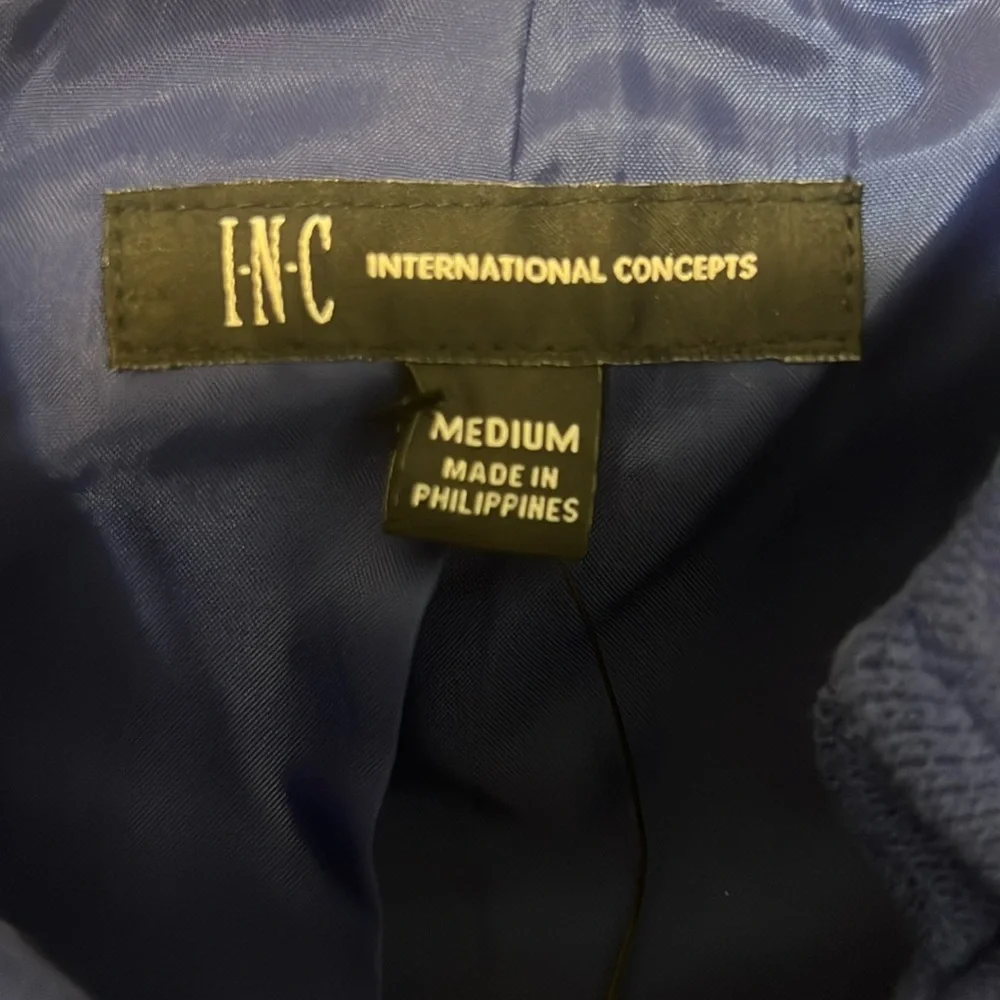 I·N·C INTERNATIONAL CONCEPTS
MEDIUM
MADE IN
PHILIPPINES